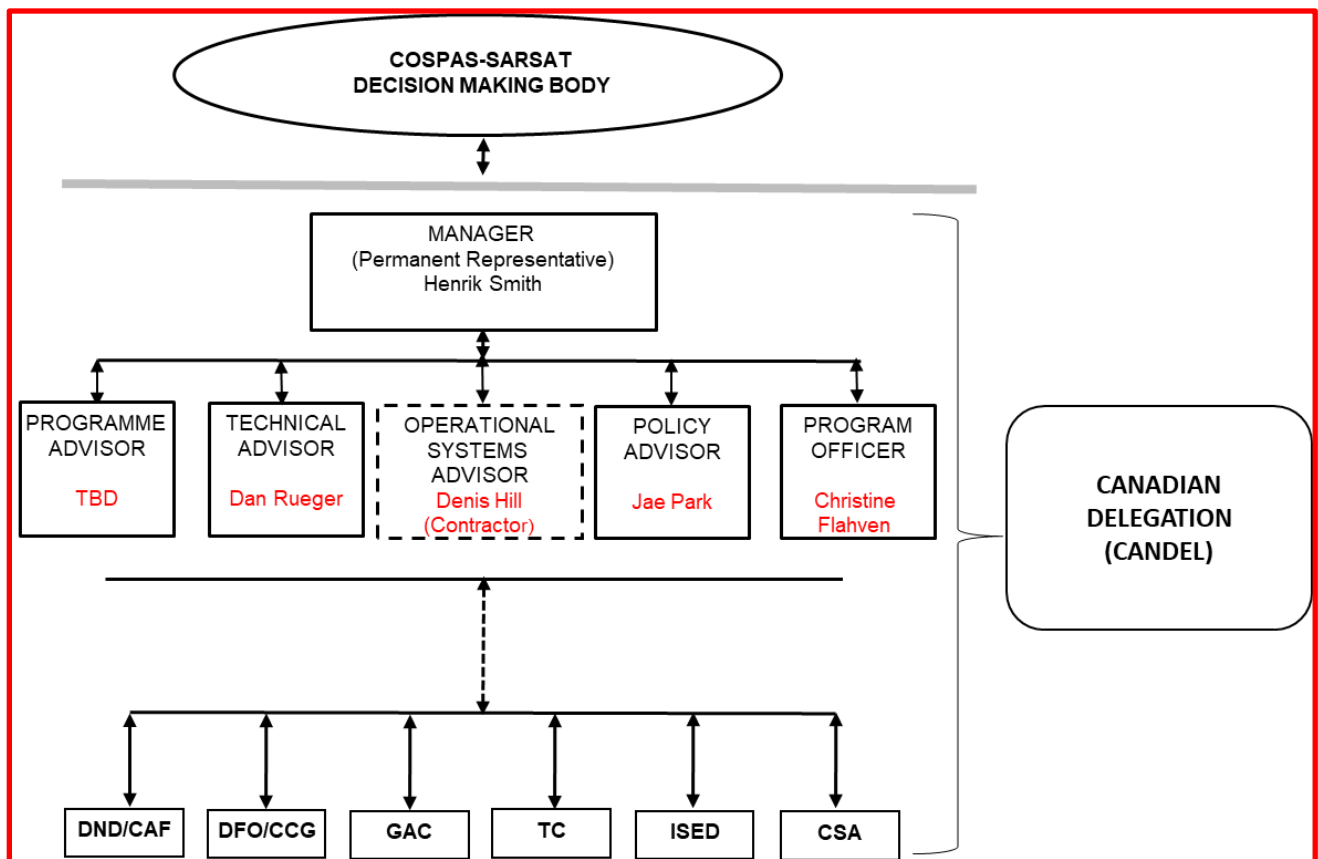 COSPAS-SARSAT
DECISION MAKING BODY
MANAGER
(Permanent Representative)
Henrik Smith
PROGRAMME
ADVISOR
TBD
TECHNICAL
ADVISOR
Dan Rueger
OPERATIONAL
SYSTEMS
ADVISOR
Denis Hill
(Contractor)
POLICY
ADVISOR
Jae Park
PROGRAM
OFFICER
Christine
Flahven
CANADIAN
DELEGATION
(CANDEL)
DND/CAF
DFO/CCG
GAC
TC
ISED
CSA